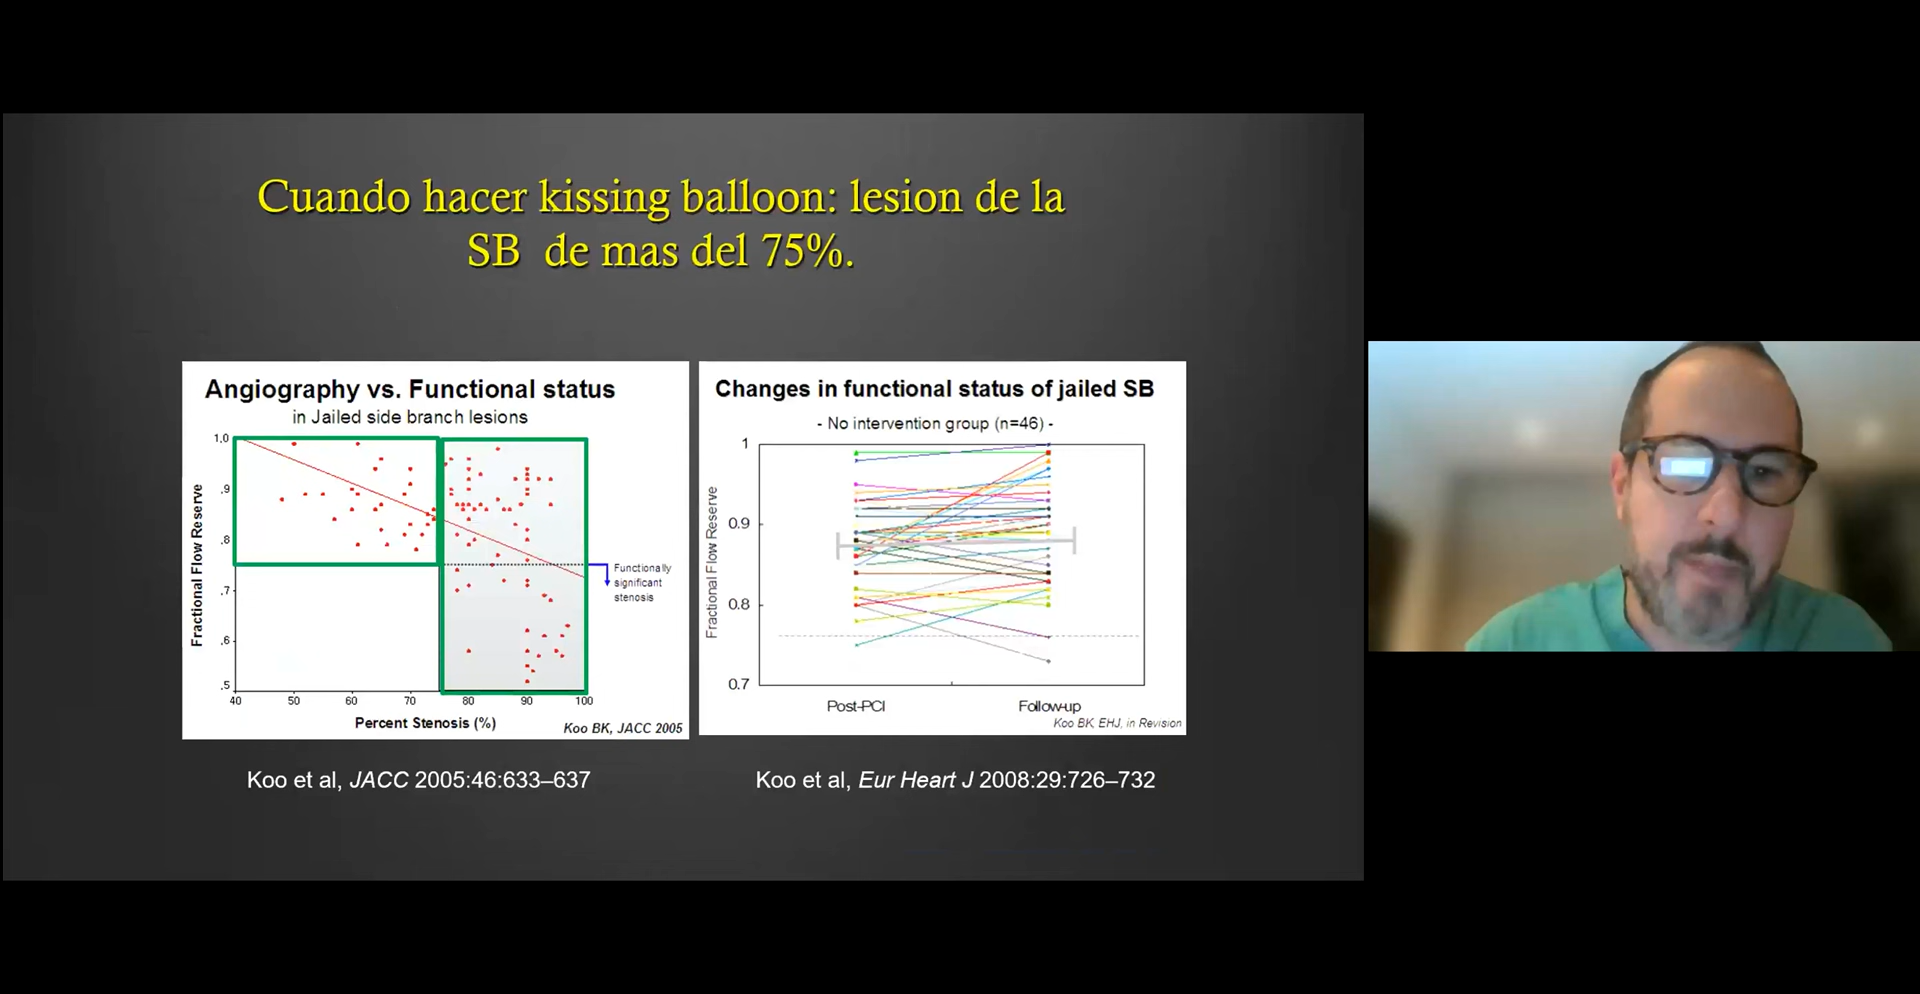 Cuando hacer kissing balloon: lesion de la
SB de mas del 75%.
Angiography vs. Functional status
in Jailed side branch lesions
Fractional Flow Reserve
1.0
.9
.8
.7
.6
.5
40 50 60 70 80 90 100
Functionally
significant
stenosis
Percent Stenosis (%)
Koo BK, JACC 2005
Changes in functional status of jailed SB
- No intervention group (n=46) -
Fractional Flow Reserve
1
0.9
0.8
0.7
Post-PCI Follow-up
Koo BK, EHJ, in Revision
Koo et al, JACC 2005:46:633–637
Koo et al, Eur Heart J 2008:29:726–732